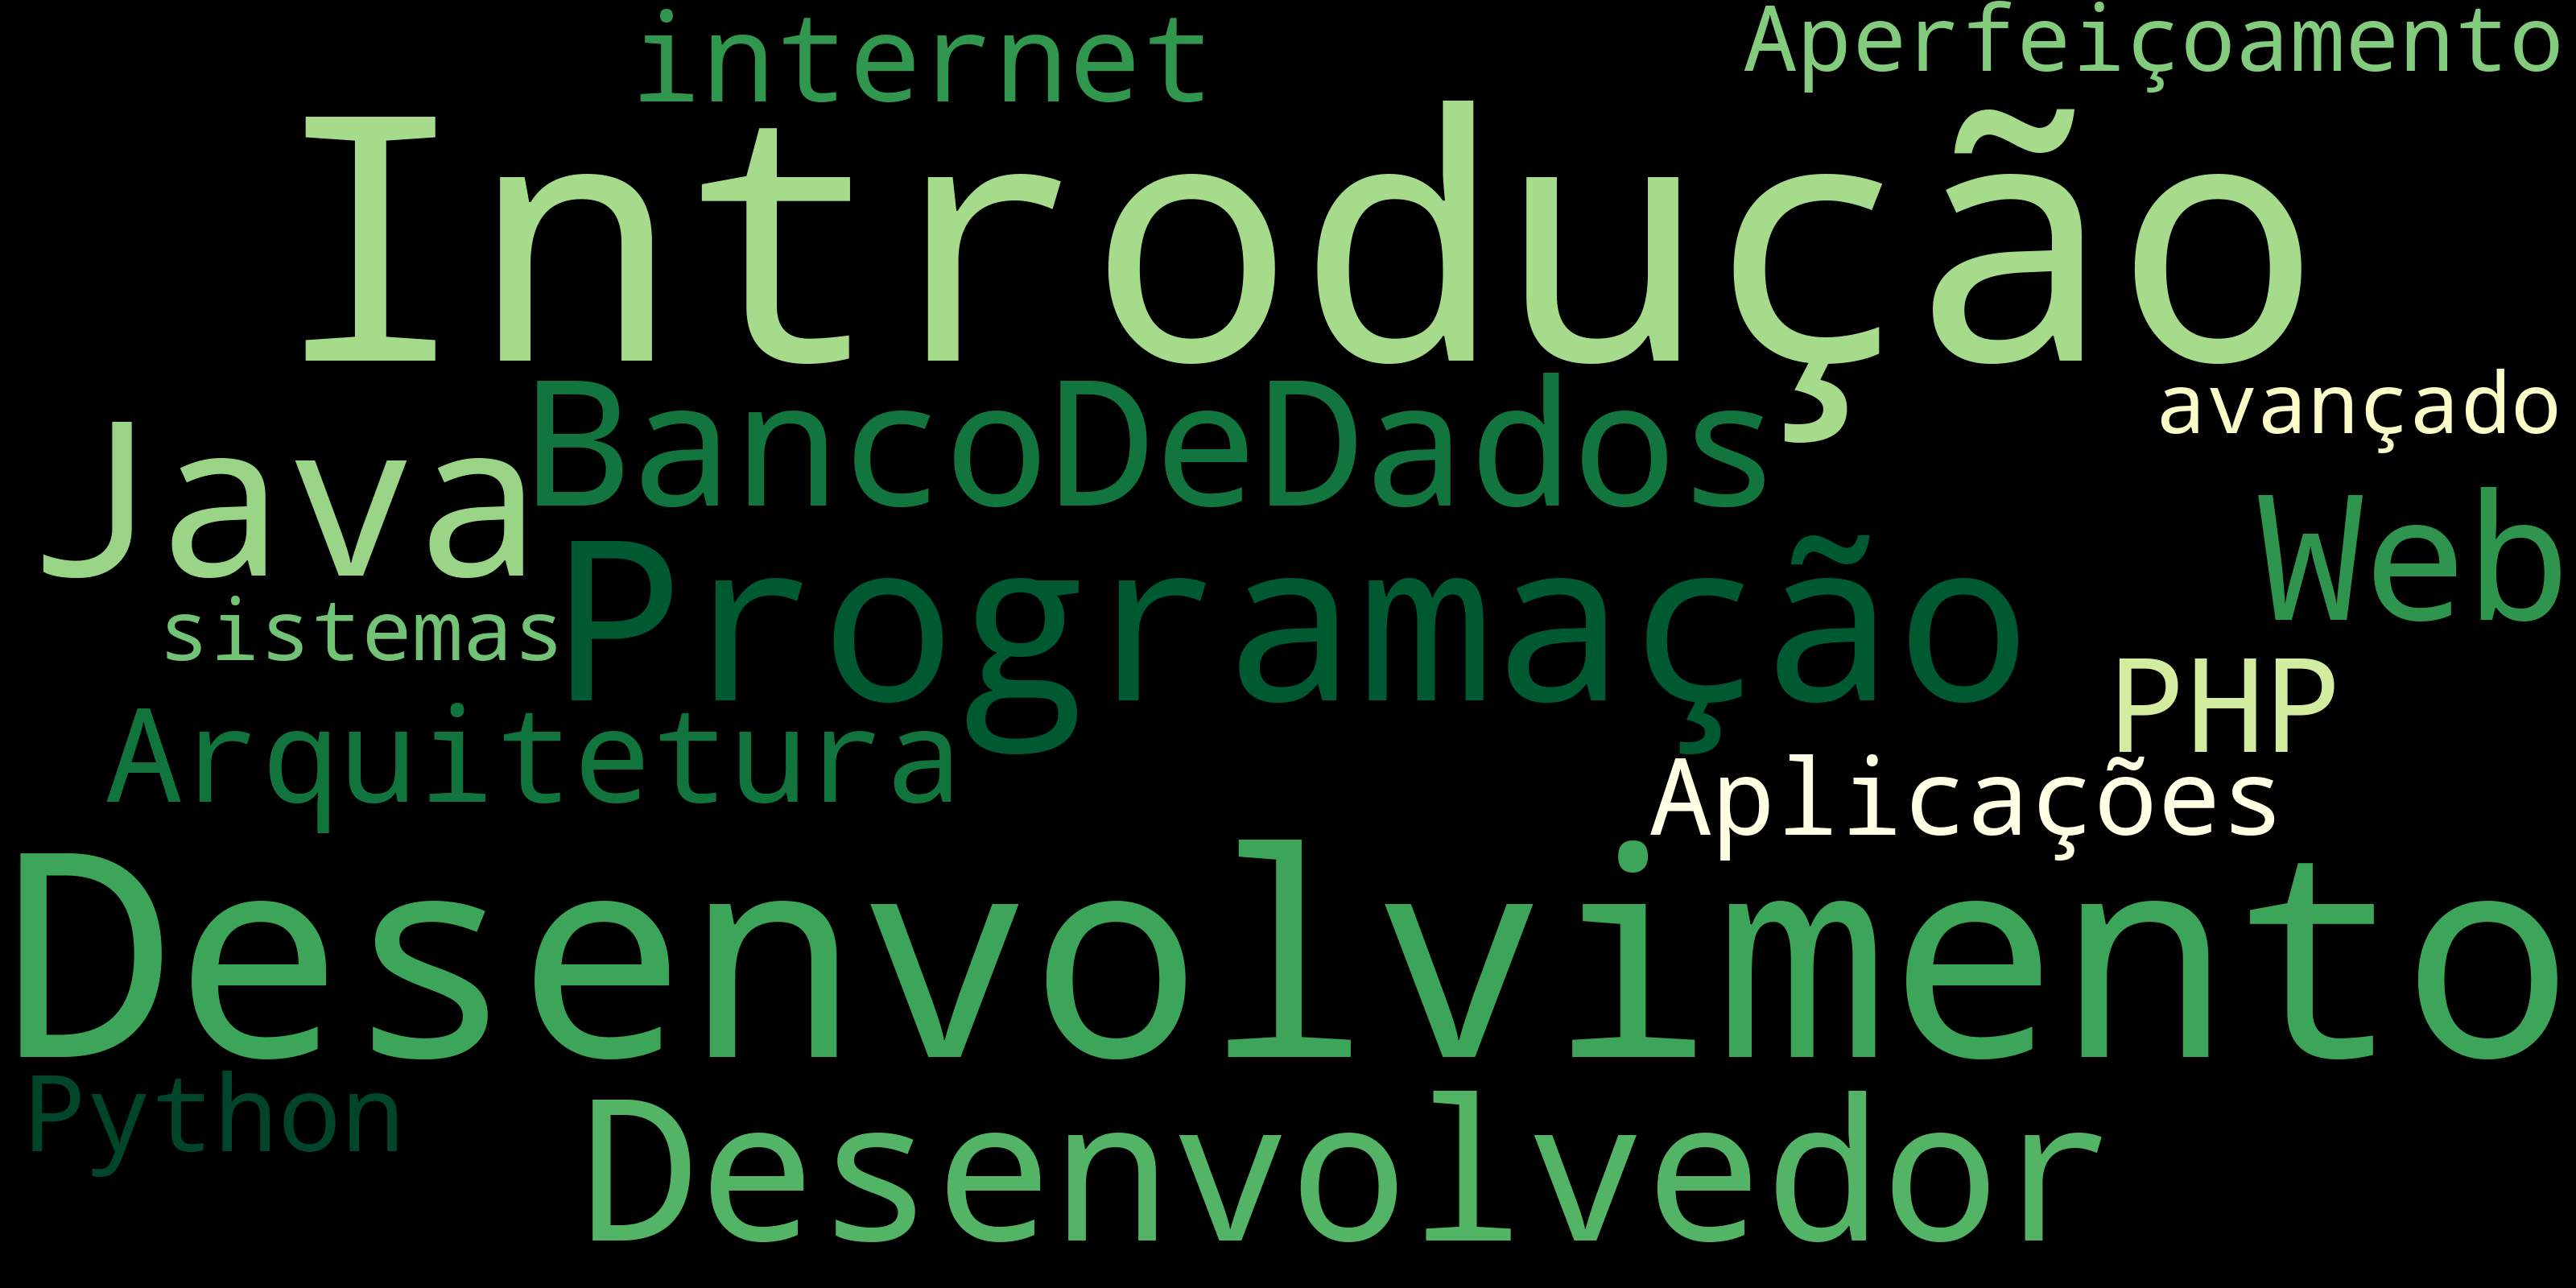 internet
Aperfeiçoamento
Introdução
BancoDeDados
avançado
Java
Web
Programação
sistemas
PHP
Arquitetura
Aplicações
Desenvolvimento
Python
Desenvolvedor